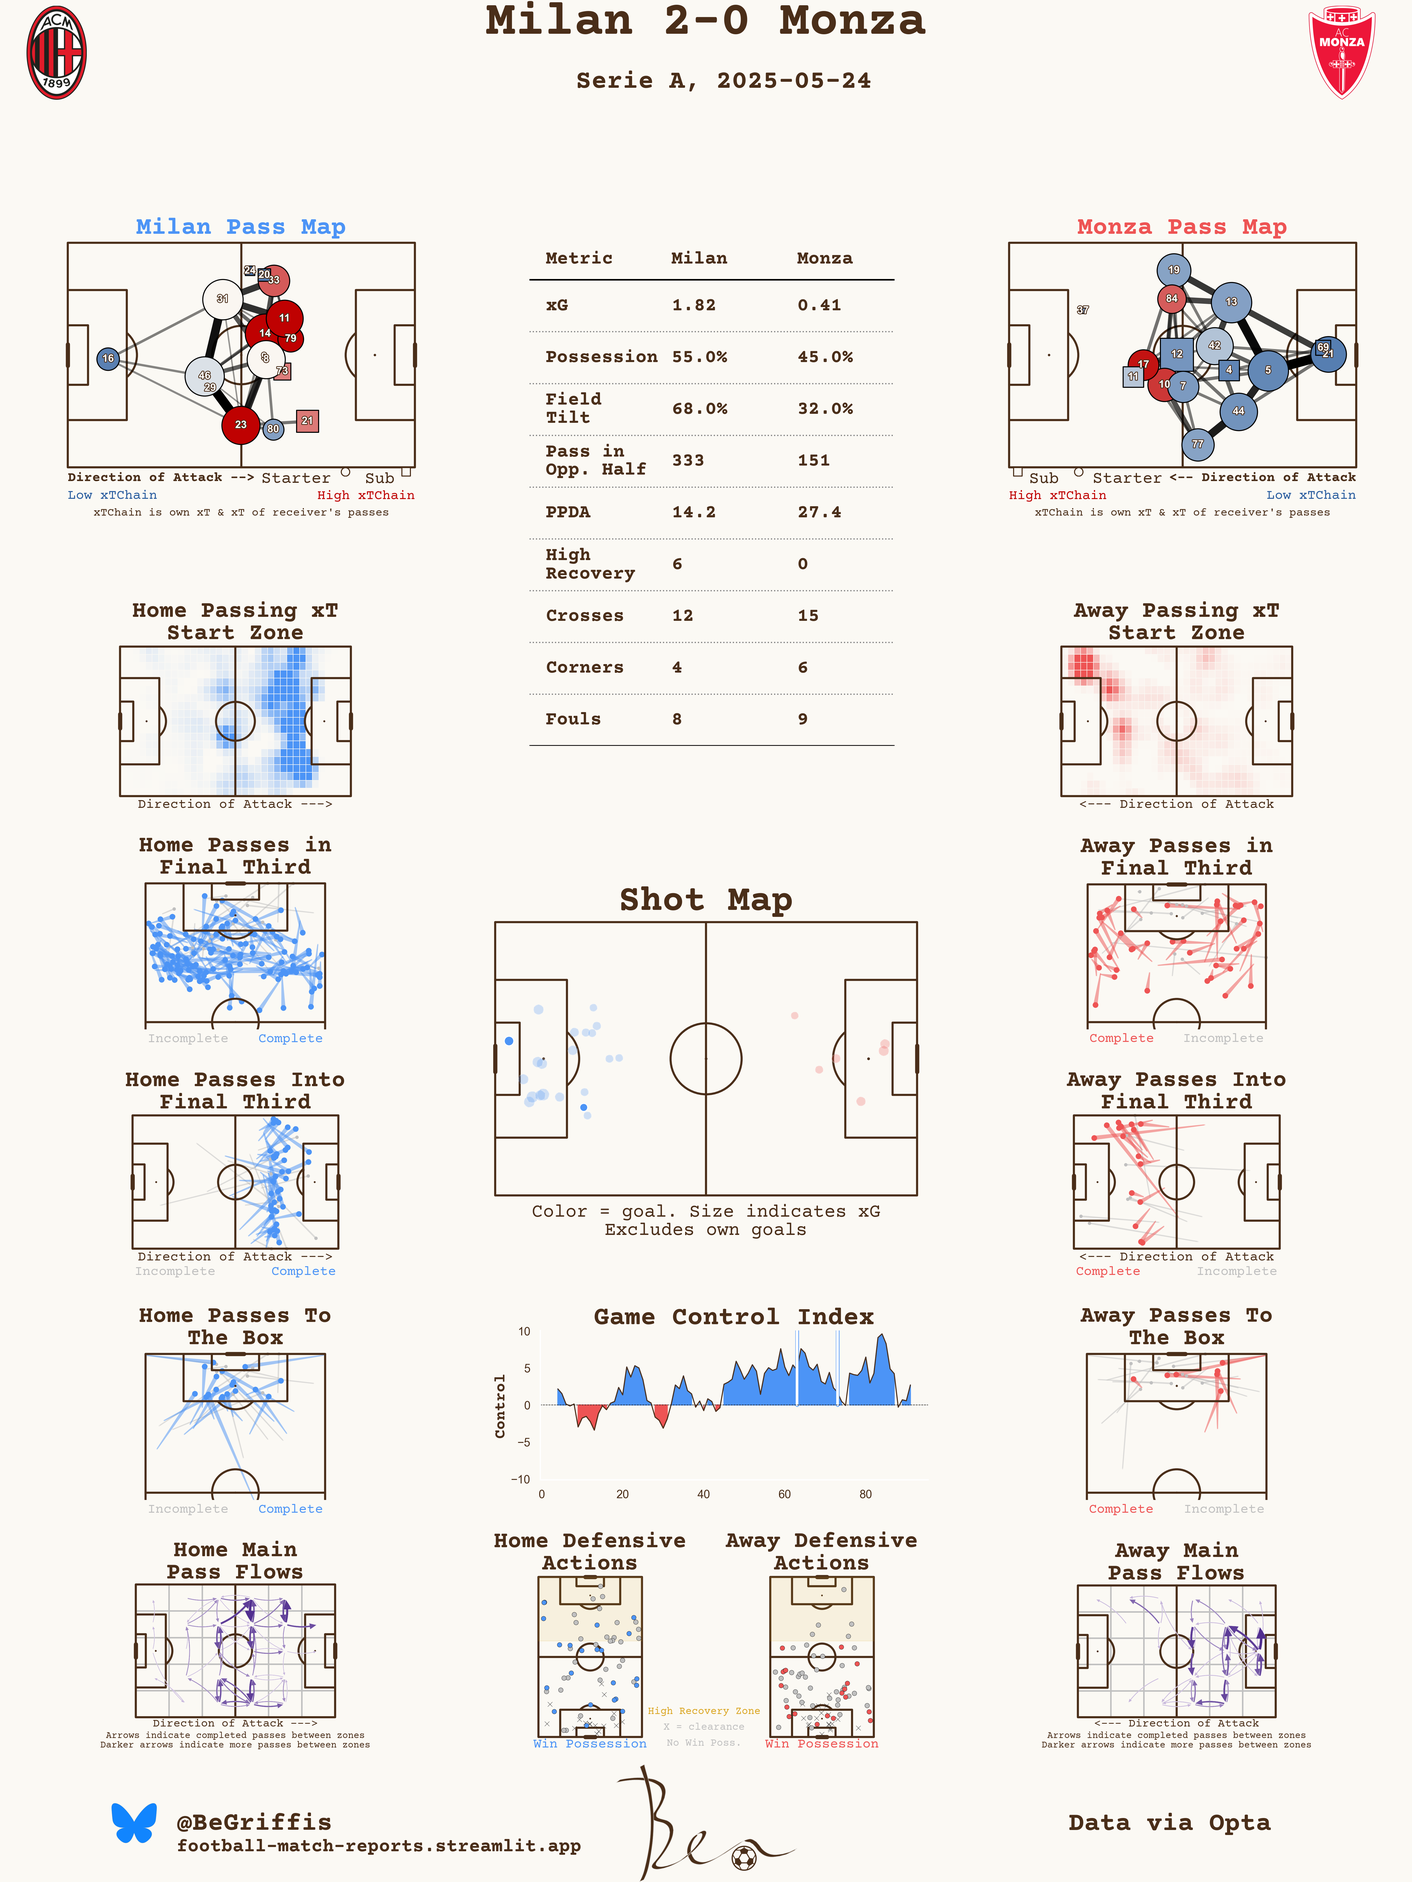 Milan 2-0 Monza
Serie A, 2025-05-24
ACM
1899
AC
MONZA
Milan Pass Map
24
20
33
31
11
14
79
8
16
46
29
73
23
80
21
Direction of Attack --> Starter Sub
Low xTChain High xTChain
xTChain is own xT & xT of receiver's passes
Metric Milan Monza
xG 1.82 0.41
Possession 55.0% 45.0%
Field
Tilt 68.0% 32.0%
Pass in
Opp. Half 333 151
PPDA 14.2 27.4
High
Recovery 6 0
Crosses 12 15
Corners 4 6
Fouls 8 9
Monza Pass Map
19
84
13
37
42
12
69
21
17
11
10
7
4
5
44
77
Sub Starter <-- Direction of Attack
High xTChain Low xTChain
xTChain is own xT & xT of receiver's passes
Home Passing xT
Start Zone
Direction of Attack --->
Away Passing xT
Start Zone
<--- Direction of Attack
Home Passes in
Final Third
Incomplete Complete
Away Passes in
Final Third
Complete Incomplete
Shot Map
Color = goal. Size indicates xG
Excludes own goals
Home Passes Into
Final Third
Direction of Attack --->
Incomplete Complete
Away Passes Into
Final Third
<--- Direction of Attack
Complete Incomplete
Home Passes To
The Box
Incomplete Complete
Game Control Index
Control
10
5
0
−5
−10
0 20 40 60 80
Away Passes To
The Box
Complete Incomplete
Home Main
Pass Flows
Direction of Attack --->
Arrows indicate completed passes between zones
Darker arrows indicate more passes between zones
Home Defensive
Actions
Win Possession
High Recovery Zone
X = clearance
No Win Poss.
Away Defensive
Actions
Win Possession
Away Main
Pass Flows
<--- Direction of Attack
Arrows indicate completed passes between zones
Darker arrows indicate more passes between zones
@BeGriffis
football-match-reports.streamlit.app
Ben
Data via Opta